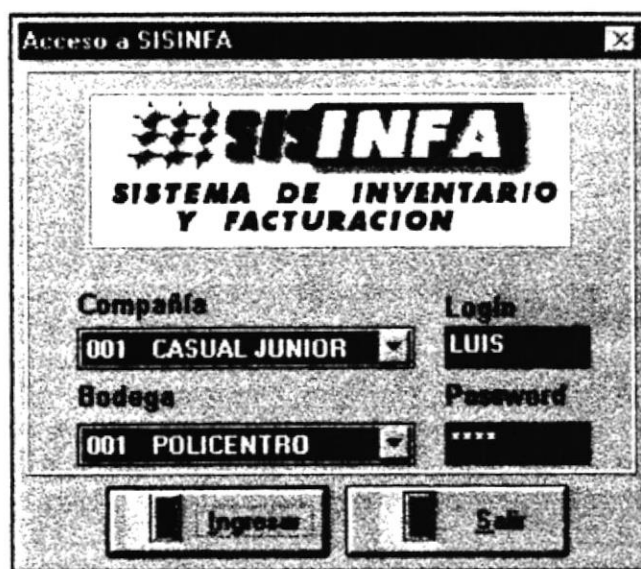 Acceso a SISINFA
SISINFA
SISTEMA DE INVENTARIO
Y FACTURACION
Compañía
Login
001 CASUAL JUNIOR
LUIS
Bodega
Password
001 POLICENTRO
****
Ingresar
Salir